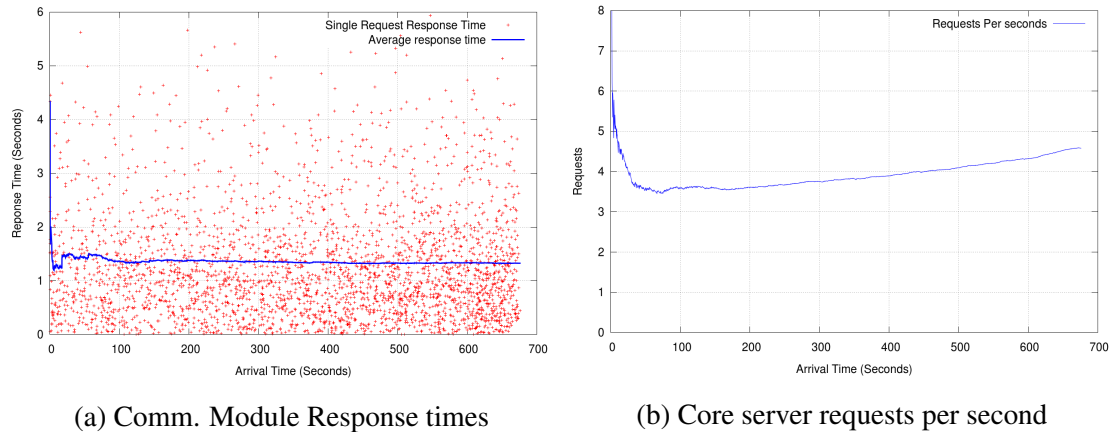 6
5
4
3
2
1
0
Reponse Time (Seconds)
Single Request Response Time
Average response time
0 100 200 300 400 500 600 700
Arrival Time (Seconds)
(a) Comm. Module Response times
8
7
6
5
4
3
2
1
0
Requests
Requests Per seconds
0 100 200 300 400 500 600 700
Arrival Time (Seconds)
(b) Core server requests per second